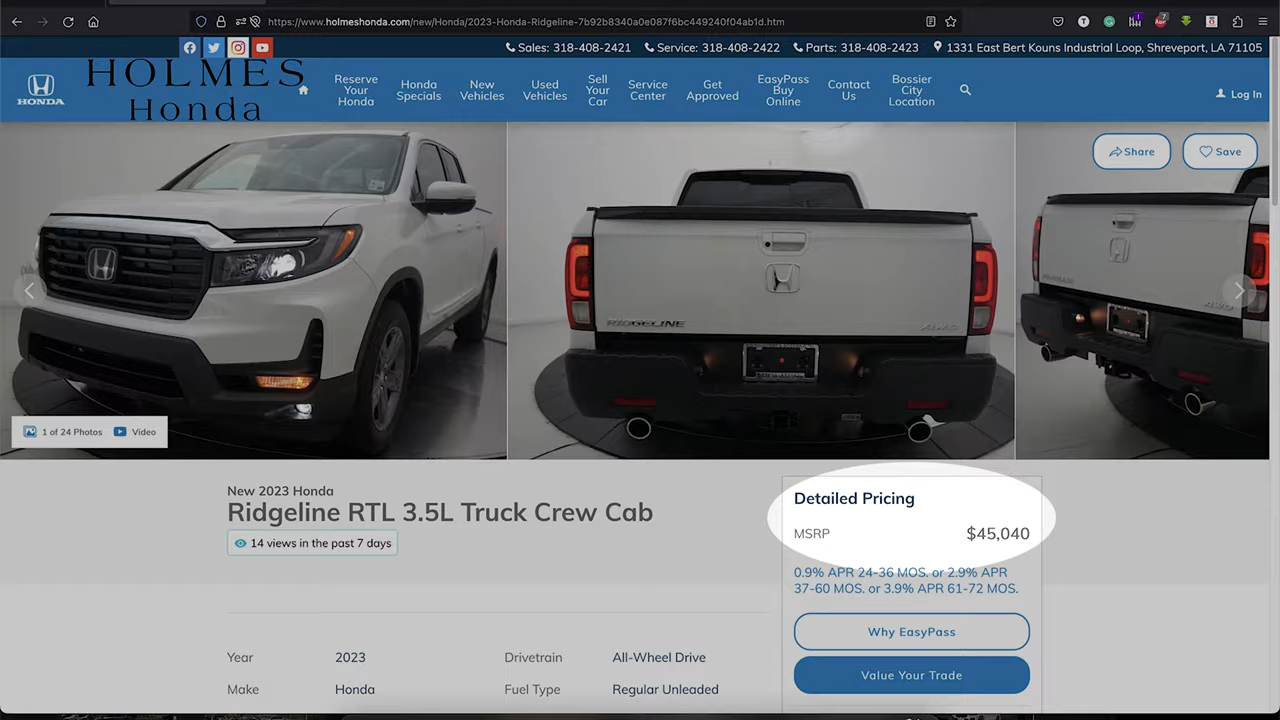 https://www.holmeshonda.com/new/Honda/2023-Honda-Ridgeline-7b92b8340a0e087f6bc449240f04ab1d.htm
Sales: 318-408-2421 Service: 318-408-2422 Parts: 318-408-2423 1331 East Bert Kouns Industrial Loop, Shreveport, LA 71105
HONDA
HOLMES
Honda
Reserve Your Honda
Honda Specials
New Vehicles
Used Vehicles
Sell Your Car
Service Center
Get Approved
EasyPass Buy Online
Contact Us
Bossier City Location
Log In
Share
Save
RIDGELINE
AWD
1 of 24 Photos
Video
New 2023 Honda
Ridgeline RTL 3.5L Truck Crew Cab
14 views in the past 7 days
Detailed Pricing
MSRP $45,040
0.9% APR 24-36 MOS. or 2.9% APR
37-60 MOS. or 3.9% APR 61-72 MOS.
Why EasyPass
Value Your Trade
Year 2023 Drivetrain All-Wheel Drive
Make Honda Fuel Type Regular Unleaded